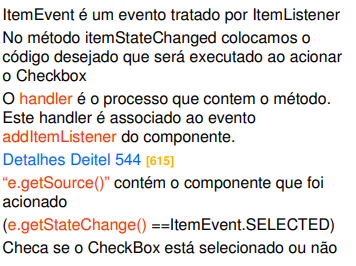 ItemEvent é um evento tratado por ItemListener
No método itemStateChanged colocamos o
código desejado que será executado ao acionar
o Checkbox
O handler é o processo que contem o método.
Este handler é associado ao evento
addItemListener do componente.
Detalhes Deitel 544 [615]
“e.getSource()” contém o componente que foi
acionado
(e.getStateChange() ==ItemEvent.SELECTED)
Checa se o CheckBox está selecionado ou não